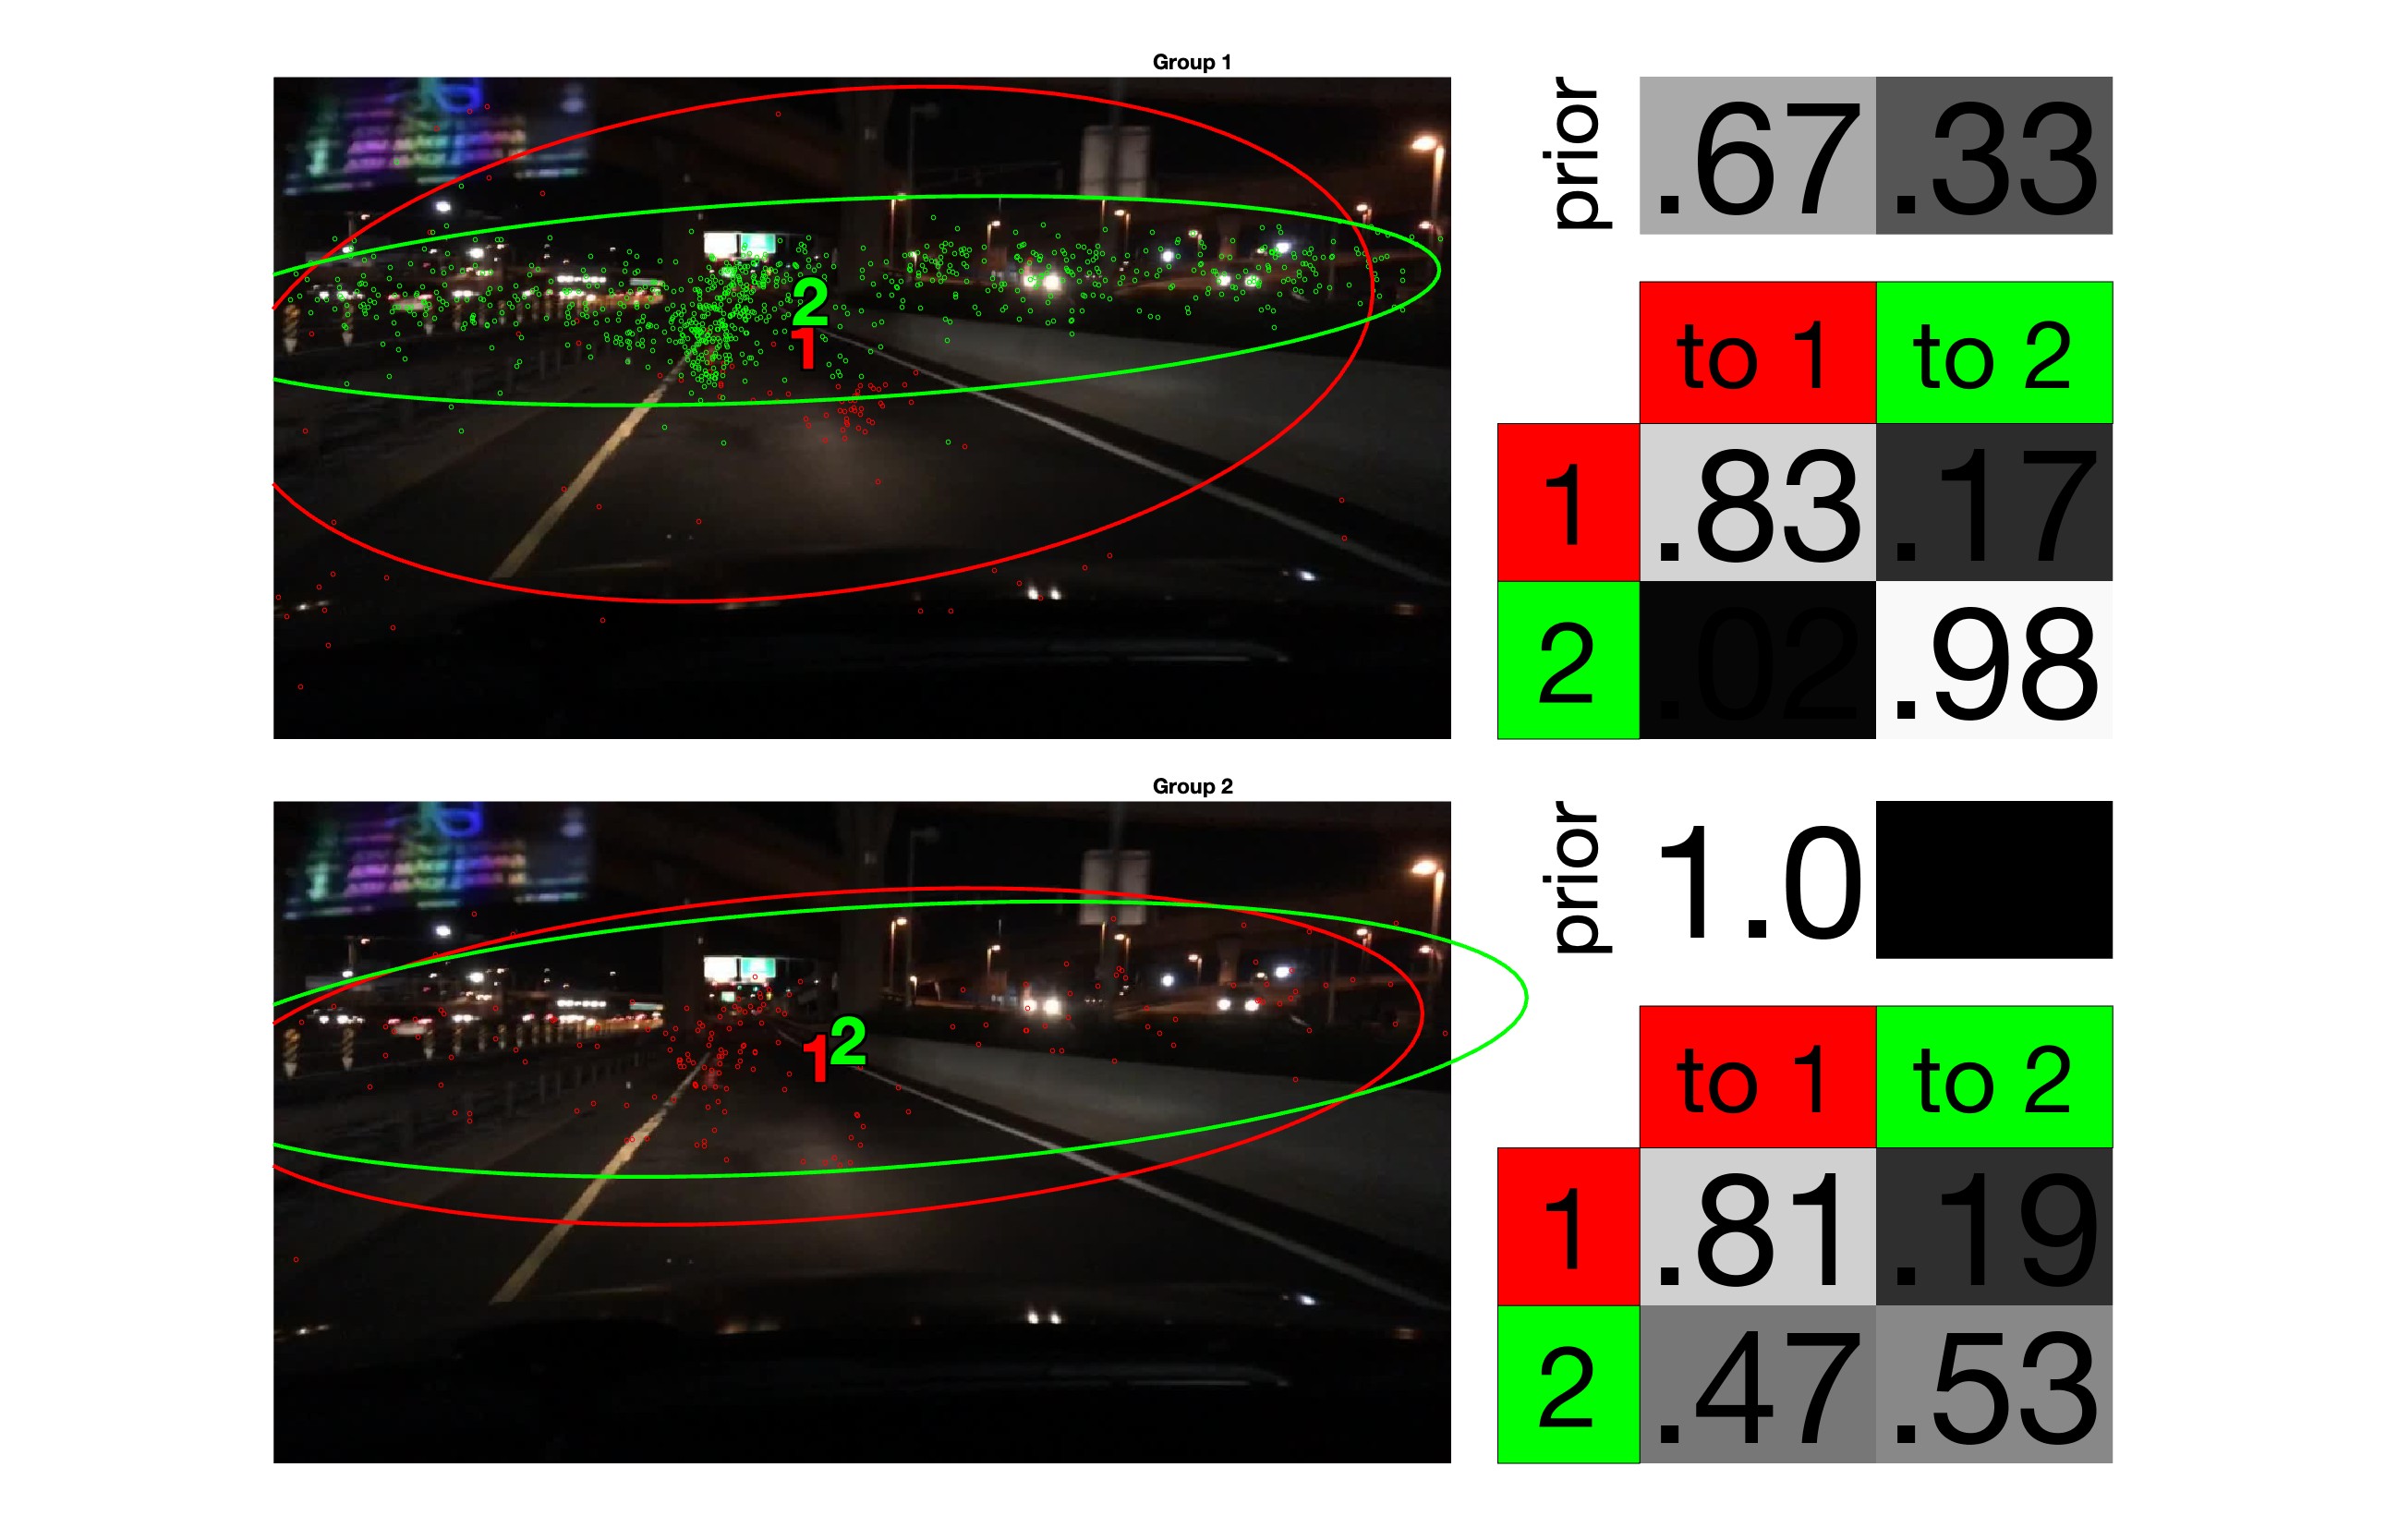 Group 1
2
1
prior .67 .33
to 1 to 2
1 .83 .17
2 .02 .98
Group 2
1 2
prior 1.0
to 1 to 2
1 .81 .19
2 .47 .53